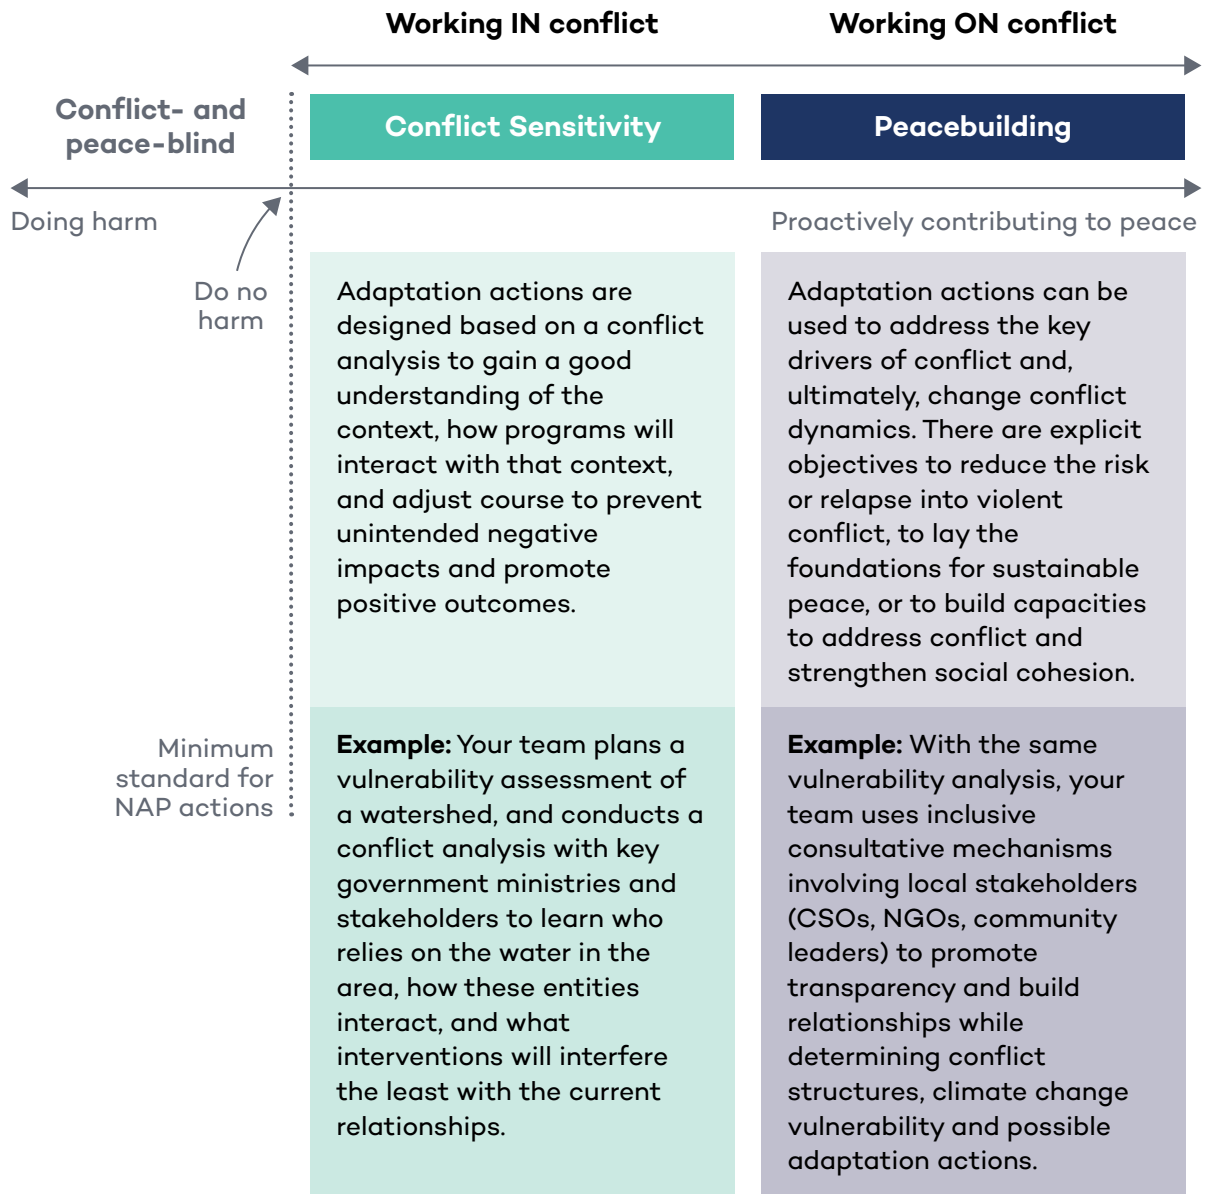 Working IN conflict
Working ON conflict
Conflict- and
peace-blind
Conflict Sensitivity
Peacebuilding
Doing harm
Proactively contributing to peace
Do no
harm
Adaptation actions are
designed based on a conflict
analysis to gain a good
understanding of the
context, how programs will
interact with that context,
and adjust course to prevent
unintended negative
impacts and promote
positive outcomes.
Adaptation actions can be
used to address the key
drivers of conflict and,
ultimately, change conflict
dynamics. There are explicit
objectives to reduce the risk
or relapse into violent
conflict, to lay the
foundations for sustainable
peace, or to build capacities
to address conflict and
strengthen social cohesion.
Minimum
standard for
NAP actions
Example: Your team plans a
vulnerability assessment of
a watershed, and conducts a
conflict analysis with key
government ministries and
stakeholders to learn who
relies on the water in the
area, how these entities
interact, and what
interventions will interfere
the least with the current
relationships.
Example: With the same
vulnerability analysis, your
team uses inclusive
consultative mechanisms
involving local stakeholders
(CSOs, NGOs, community
leaders) to promote
transparency and build
relationships while
determining conflict
structures, climate change
vulnerability and possible
adaptation actions.